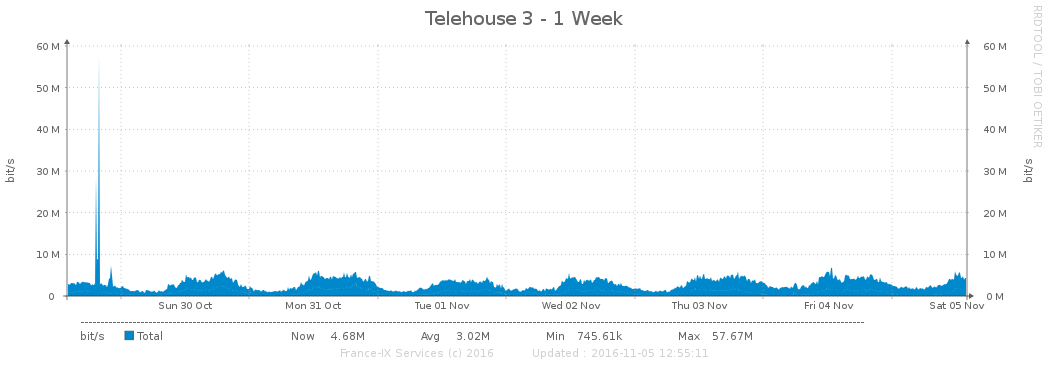 Telehouse 3 - 1 Week
RRDTOOL / TOBI OETIKER
bit/s
60 M
50 M
40 M
30 M
20 M
10 M
0
60 M
50 M
40 M
30 M
20 M
10 M
0 M
bit/s
Sun 30 Oct Mon 31 Oct Tue 01 Nov Wed 02 Nov Thu 03 Nov Fri 04 Nov Sat 05 Nov
bit/s Total Now 4.68M Avg 3.02M Min 745.61k Max 57.67M
France-IX Services (c) 2016 Updated : 2016-11-05 12:55:11